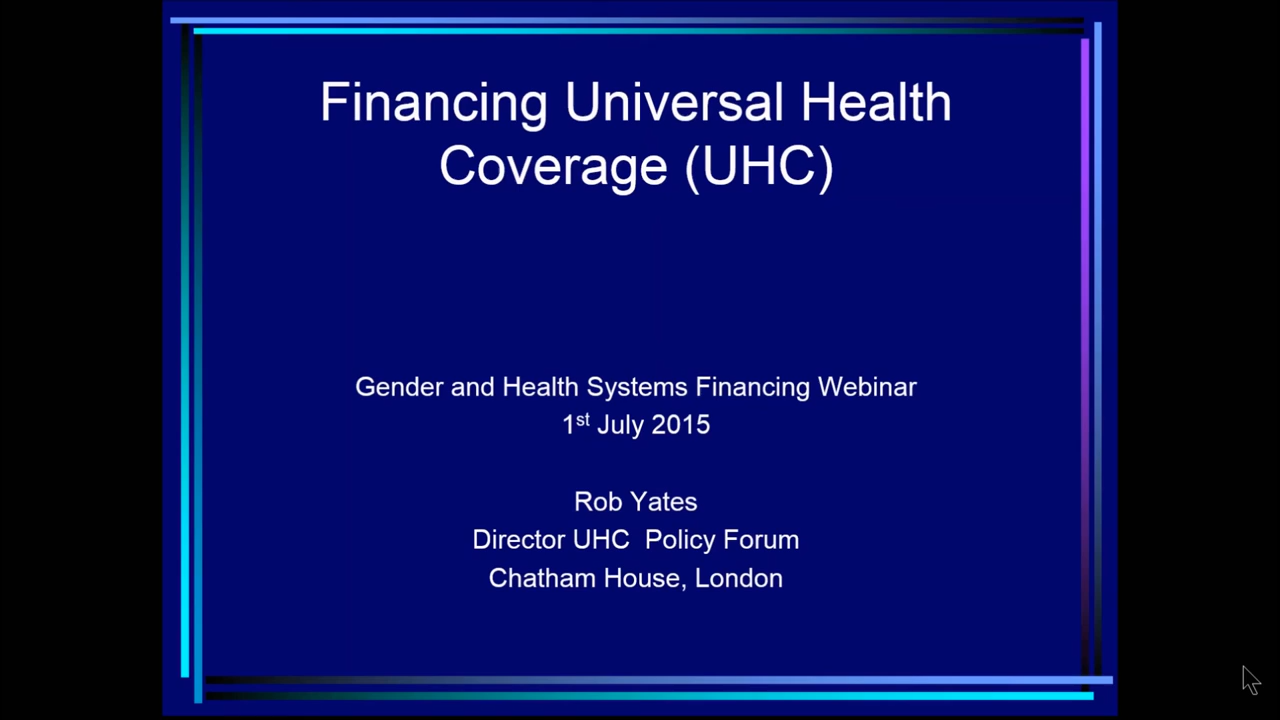 Financing Universal Health
Coverage (UHC)
Gender and Health Systems Financing Webinar
1st July 2015
Rob Yates
Director UHC  Policy Forum
Chatham House, London